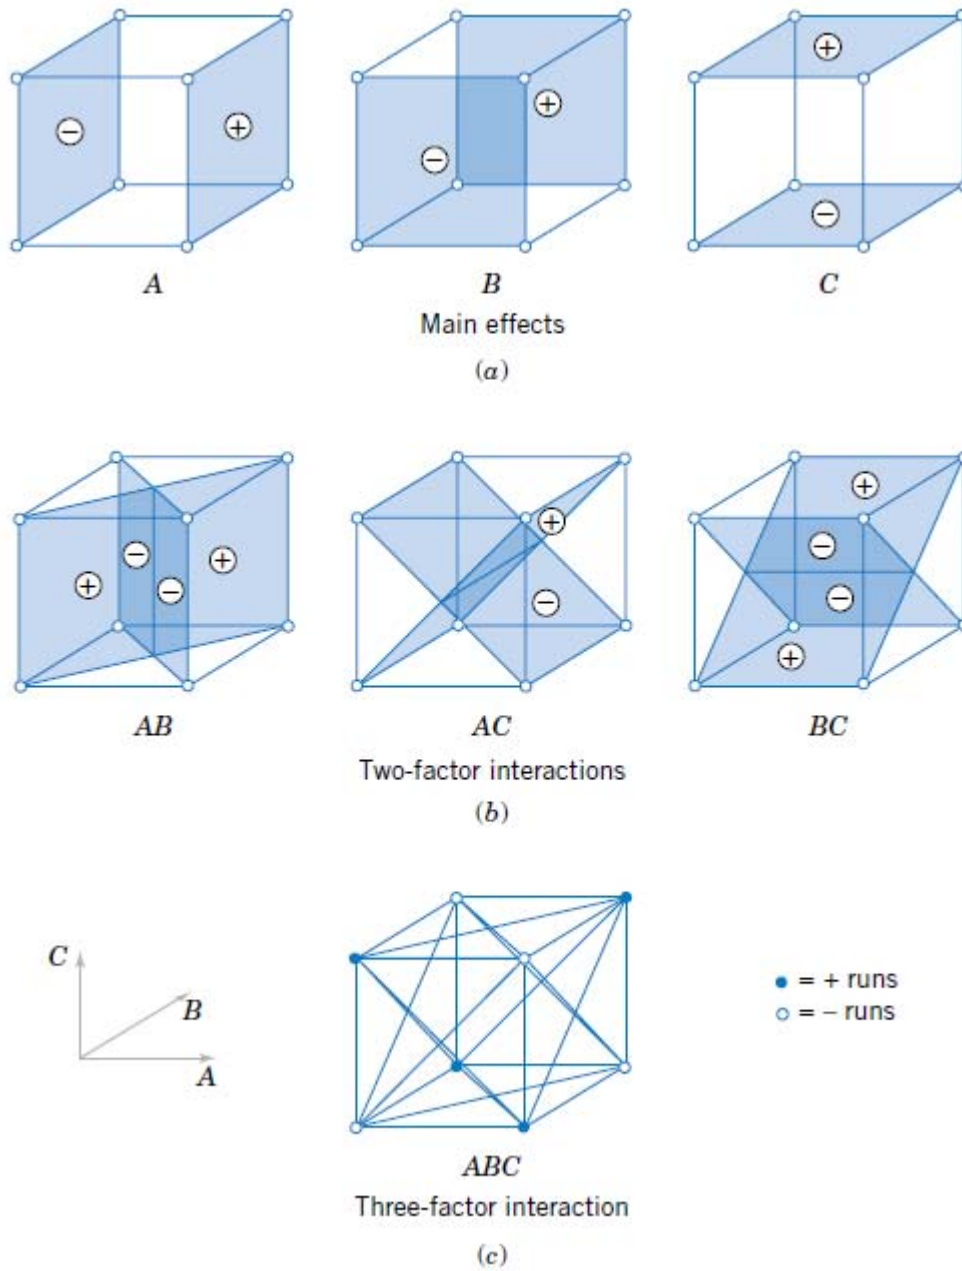 − + − + + −
A B C
Main effects
(a)
+ − − + + − + − − +
AB AC BC
Two-factor interactions
(b)
C
B
A
= + runs
= − runs
ABC
Three-factor interaction
(c)